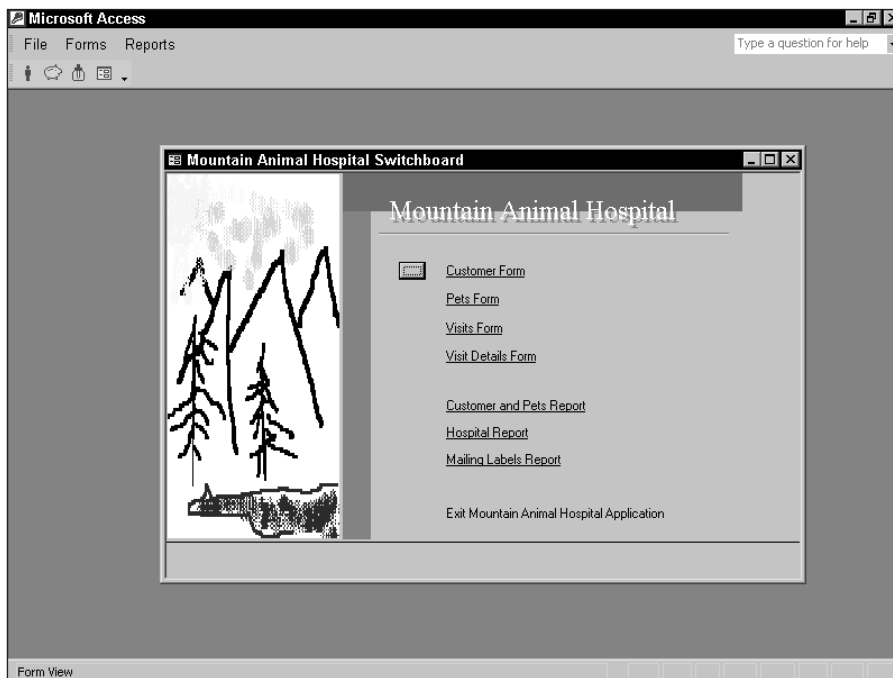 Microsoft Access
File Forms Reports
Type a question for help
Mountain Animal Hospital Switchboard
Mountain Animal Hospital
Customer Form
Pets Form
Visits Form
Visit Details Form
Customer and Pets Report
Hospital Report
Mailing Labels Report
Exit Mountain Animal Hospital Application
Form View